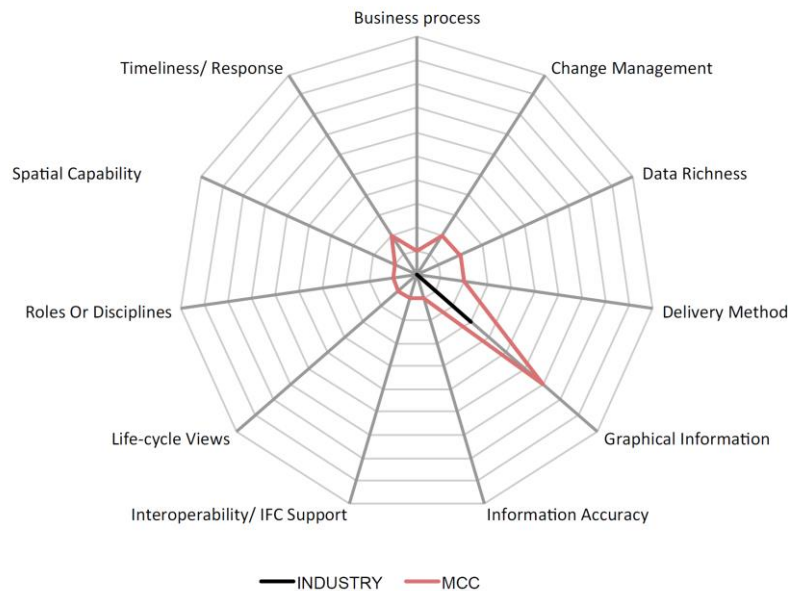 Business process
Timeliness/ Response
Change Management
Spatial Capability
Data Richness
Roles Or Disciplines
Delivery Method
Life-cycle Views
Graphical Information
Interoperability/ IFC Support
Information Accuracy
INDUSTRY
MCC